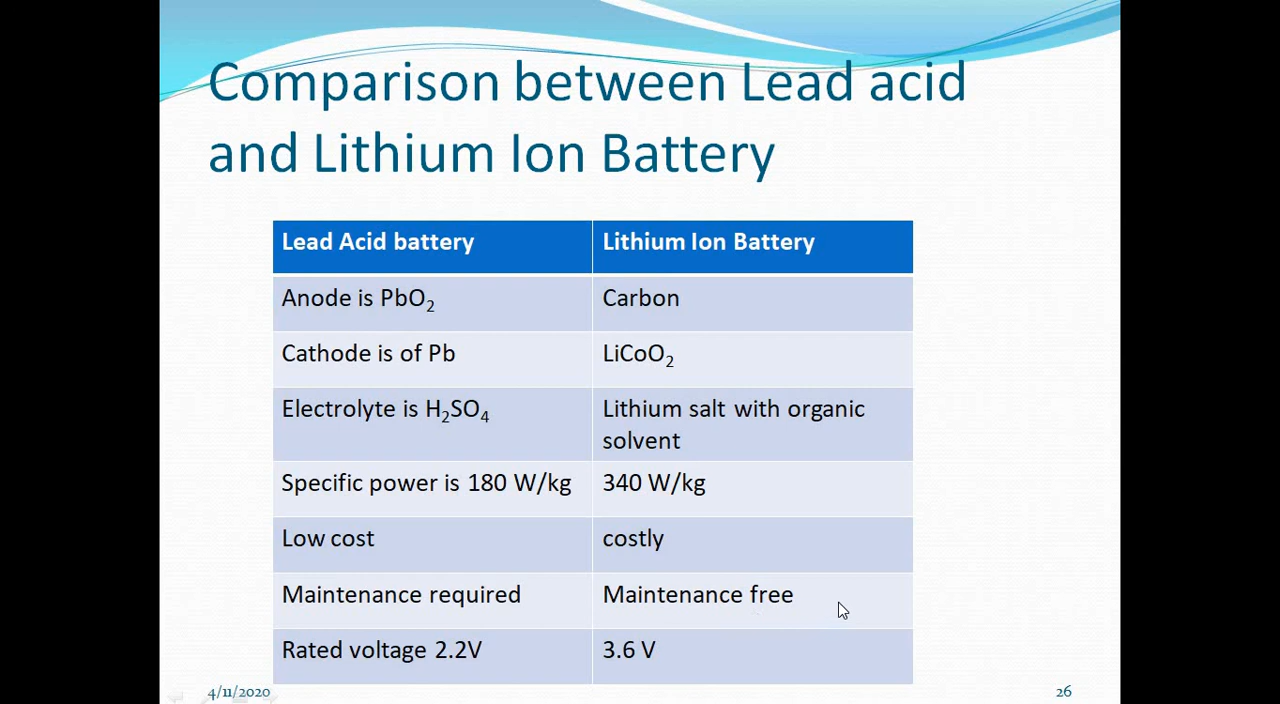 Comparison between Lead acid
and Lithium Ion Battery
Lead Acid battery
Lithium Ion Battery
Anode is PbO₂
Carbon
Cathode is of Pb
LiCoO₂
Electrolyte is H₂SO₄
Lithium salt with organic
solvent
Specific power is 180 W/kg
340 W/kg
Low cost
costly
Maintenance required
Maintenance free
Rated voltage 2.2V
3.6 V
4/11/2020
26